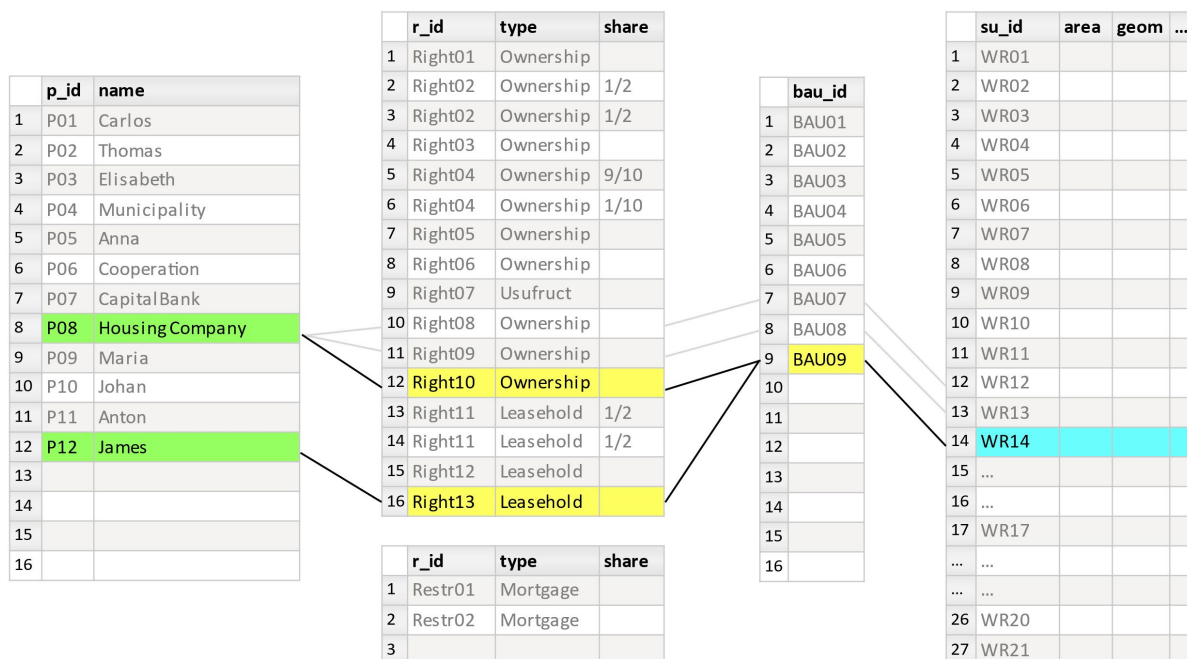 p_id name
1 P01 Carlos
2 P02 Thomas
3 P03 Elisabeth
4 P04 Municipality
5 P05 Anna
6 P06 Cooperation
7 P07 CapitalBank
8 P08 Housing Company
9 P09 Maria
10 P10 Johan
11 P11 Anton
12 P12 James
13
14
15
16
r_id type share
1 Right01 Ownership
2 Right02 Ownership 1/2
3 Right02 Ownership 1/2
4 Right03 Ownership
5 Right04 Ownership 9/10
6 Right04 Ownership 1/10
7 Right05 Ownership
8 Right06 Ownership
9 Right07 Usufruct
10 Right08 Ownership
11 Right09 Ownership
12 Right10 Ownership
13 Right11 Leasehold 1/2
14 Right11 Leasehold 1/2
15 Right12 Leasehold
16 Right13 Leasehold
r_id type share
1 Restr01 Mortgage
2 Restr02 Mortgage
3
bau_id
1 BAU01
2 BAU02
3 BAU03
4 BAU04
5 BAU05
6 BAU06
7 BAU07
8 BAU08
9 BAU09
10
11
12
13
14
15
16
su_id area geom ...
1 WR01
2 WR02
3 WR03
4 WR04
5 WR05
6 WR06
7 WR07
8 WR08
9 WR09
10 WR10
11 WR11
12 WR12
13 WR13
14 WR14
15 ...
16 ...
17 WR17
... ...
... ...
26 WR20
27 WR21